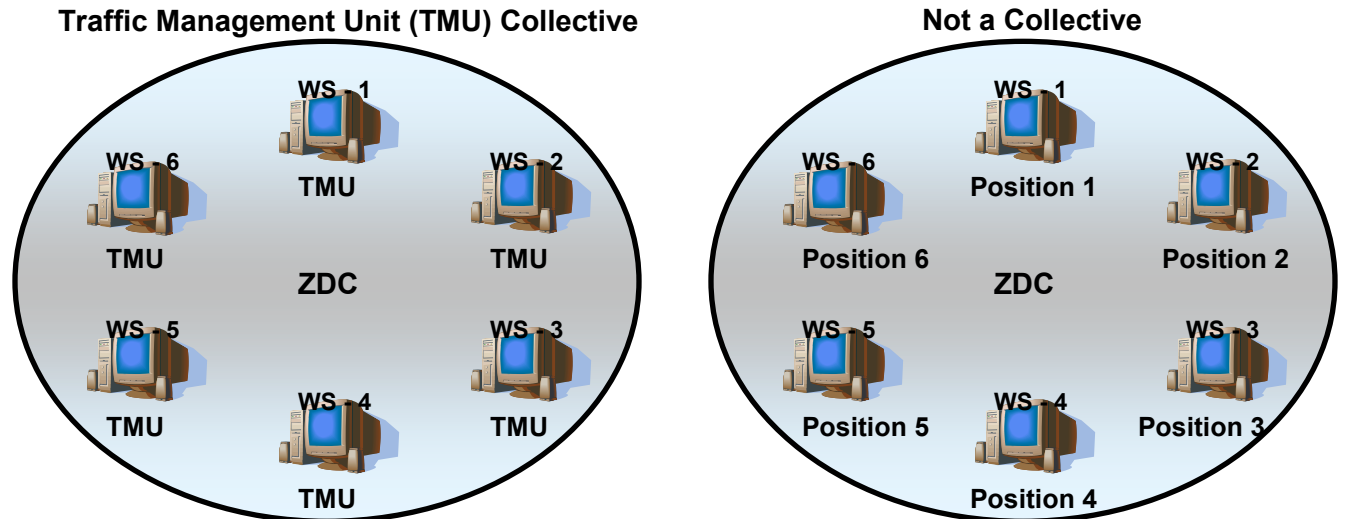 Traffic Management Unit (TMU) Collective
WS - 1
TMU
WS - 6
TMU
WS - 2
TMU
ZDC
WS - 5
TMU
WS - 3
TMU
WS - 4
TMU
Not a Collective
WS - 1
Position 1
WS - 6
Position 6
WS - 2
Position 2
ZDC
WS - 5
Position 5
WS - 3
Position 3
WS - 4
Position 4